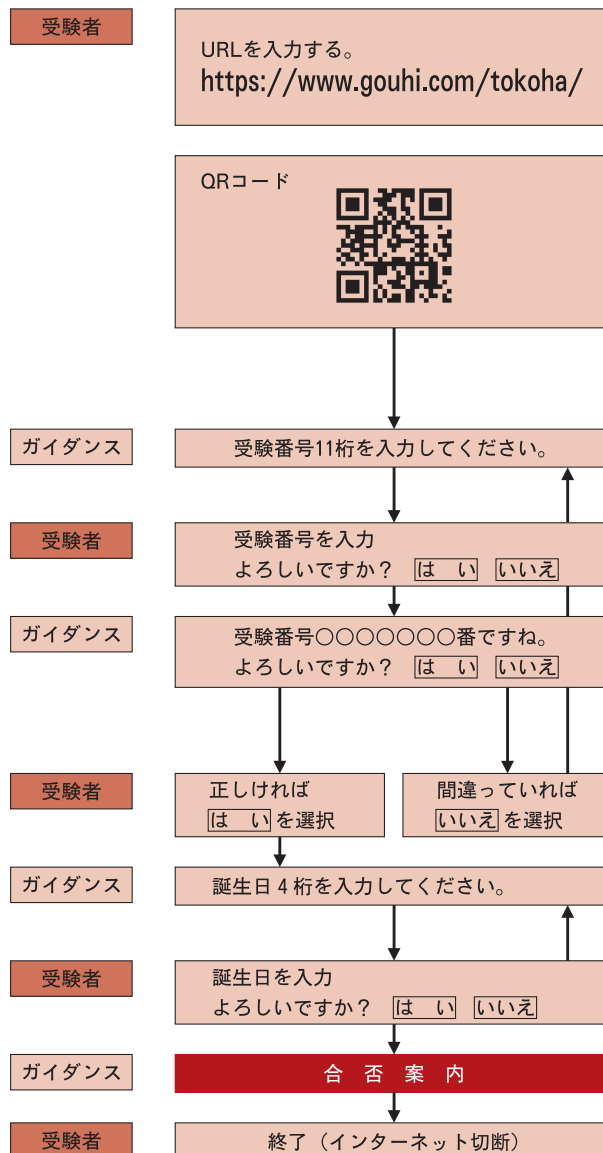 受験者
URLを入力する。
https://www.gouhi.com/tokoha/
QRコード
ガイダンス
受験番号11桁を入力してください。
受験者
受験番号を入力
よろしいですか？ は　い いいえ
ガイダンス
受験番号○○○○○○○番ですね。
よろしいですか？ は　い いいえ
受験者
正しければ
は　い を選択
間違っていれば
いいえ を選択
ガイダンス
誕生日4桁を入力してください。
受験者
誕生日を入力
よろしいですか？ は　い いいえ
ガイダンス
合　否　案　内
受験者
終了（インターネット切断）